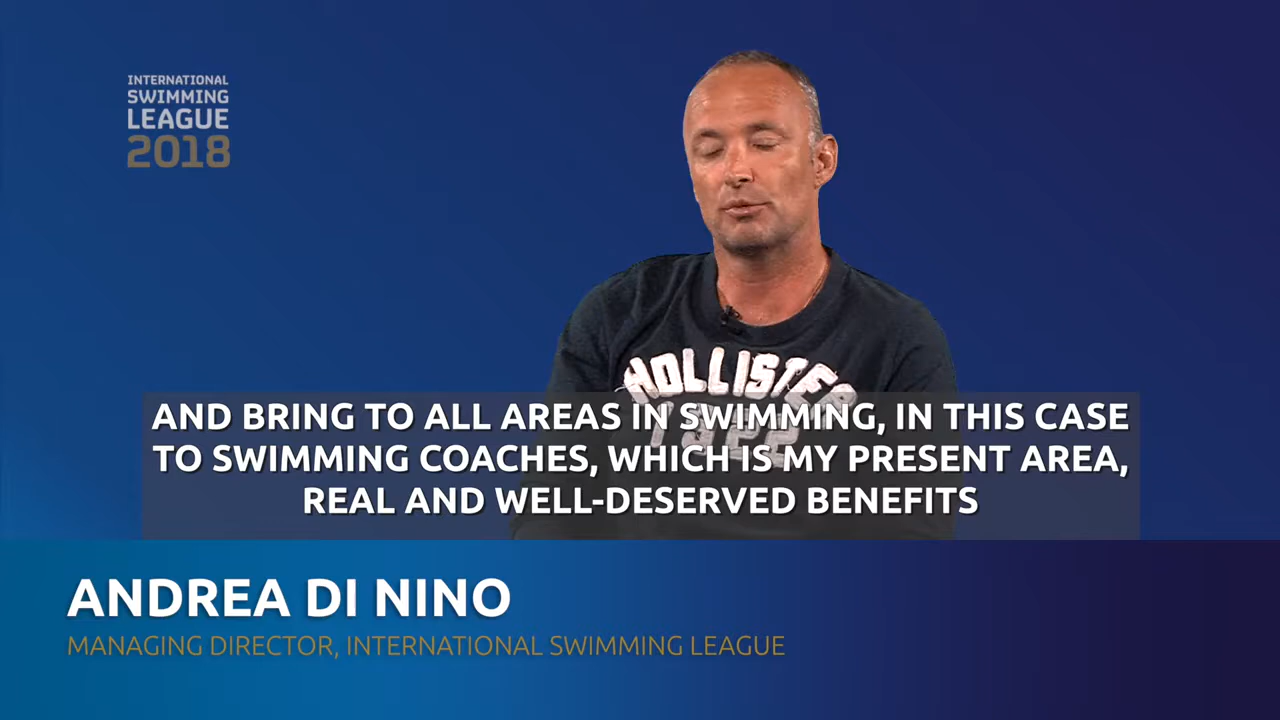 INTERNATIONAL
SWIMMING
LEAGUE
2018
HOLLISTER
1922
AND BRING TO ALL AREAS IN SWIMMING, IN THIS CASE
TO SWIMMING COACHES, WHICH IS MY PRESENT AREA,
REAL AND WELL-DESERVED BENEFITS
ANDREA DI NINO
MANAGING DIRECTOR, INTERNATIONAL SWIMMING LEAGUE